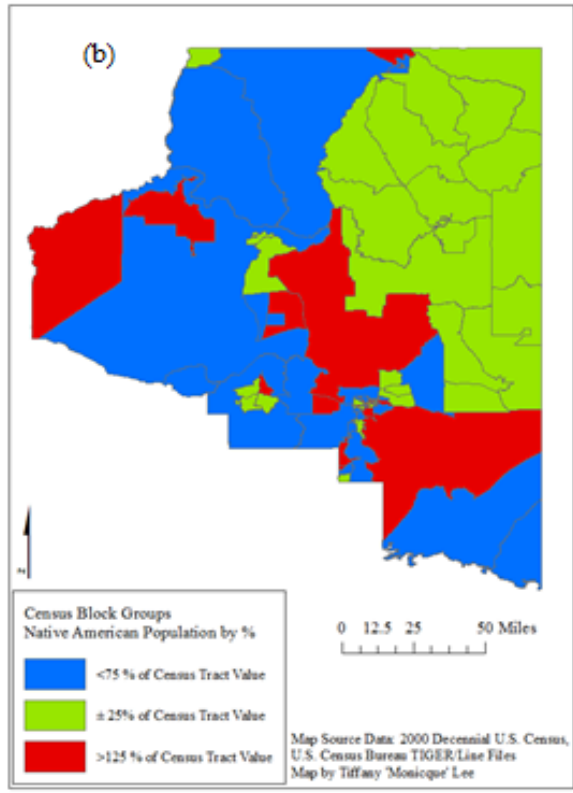 (b)
Z
Census Block Groups
Native American Population by %
<75 % of Census Tract Value
± 25% of Census Tract Value
>125 % of Census Tract Value
0 12.5 25 50 Miles
Map Source Data: 2000 Decennial U.S. Census,
U.S. Census Bureau TIGER/Line Files
Map by Tiffany 'Monicque' Lee